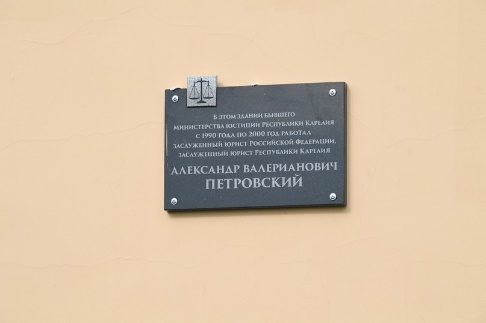 В ЭТОМ ЗДАНИИ БЫВШЕГО
МИНИСТЕРСТВА ЮСТИЦИИ РЕСПУБЛИКИ КАРЕЛИЯ
С 1990 ГОДА ПО 2000 ГОД РАБОТАЛ
ЗАСЛУЖЕННЫЙ ЮРИСТ РОССИЙСКОЙ ФЕДЕРАЦИИ,
ЗАСЛУЖЕННЫЙ ЮРИСТ РЕСПУБЛИКИ КАРЕЛИЯ
АЛЕКСАНДР ВАЛЕРИАНОВИЧ
ПЕТРОВСКИЙ